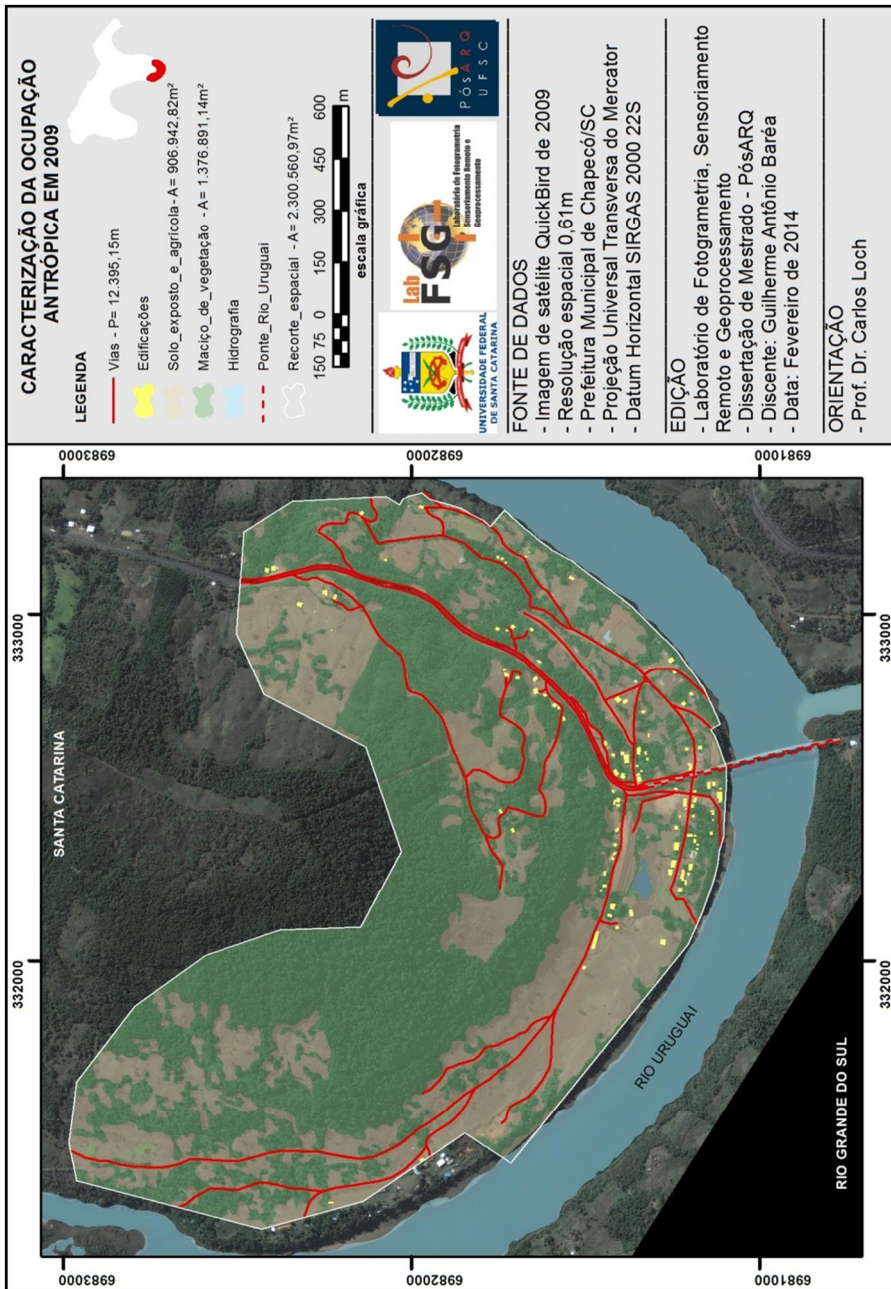 CARACTERIZAÇÃO DA OCUPAÇÃO
ANTRÓPICA EM 2009
LEGENDA
Vias - P= 12.395,15m
Edificações
Solo_exposto_e_agrícola - A= 906.942,82m²
Maciço_de_vegetação - A= 1.376.891,14m²
Hidrografia
Ponte_Rio_Uruguai
Recorte_espacial - A= 2.300.560,97m²
150 75 0 150 300 450 600
m
escala gráfica
UNIVERSIDADE FEDERAL
DE SANTA CATARINA
Lab
FSG
Laboratório de Fotogrametria
Sensoriamento Remoto e
Geoprocessamento
PÓSARQ
UFSC
FONTE DE DADOS
- Imagem de satélite QuickBird de 2009
- Resolução espacial 0,61m
- Prefeitura Municipal de Chapecó/SC
- Projeção Universal Transversa do Mercator
- Datum Horizontal SIRGAS 2000 22S
EDIÇÃO
- Laboratório de Fotogrametria, Sensoriamento
Remoto e Geoprocessamento
- Dissertação de Mestrado - PósARQ
- Discente: Guilherme Antônio Baréa
- Data: Fevereiro de 2014
ORIENTAÇÃO
- Prof. Dr. Carlos Loch
332000
333000
6983000
6982000
6981000
6983000
6982000
6981000
SANTA CATARINA
RIO URUGUAI
RIO GRANDE DO SUL